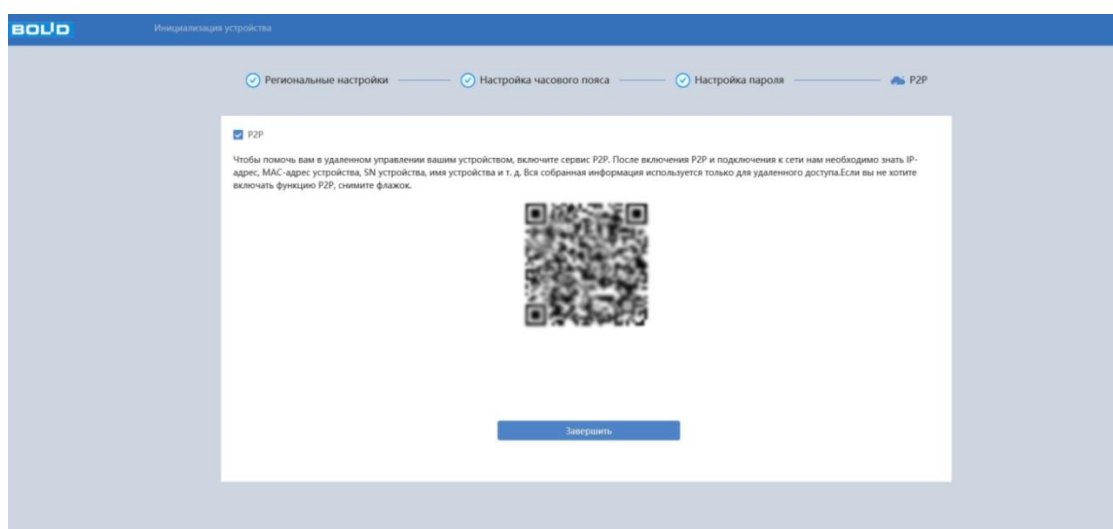 BOLID
Инициализация устройства
Региональные настройки Настройка часового пояса Настройка пароля P2P
P2P
Чтобы помочь вам в удаленном управлении вашим устройством, включите сервис P2P. После включения P2P и подключения к сети нам необходимо знать IP-
адрес, MAC-адрес устройства, SN устройства, имя устройства и т. д. Вся собранная информация используется только для удаленного доступа.Если вы не хотите
включать функцию P2P, снимите флажок.
Завершить